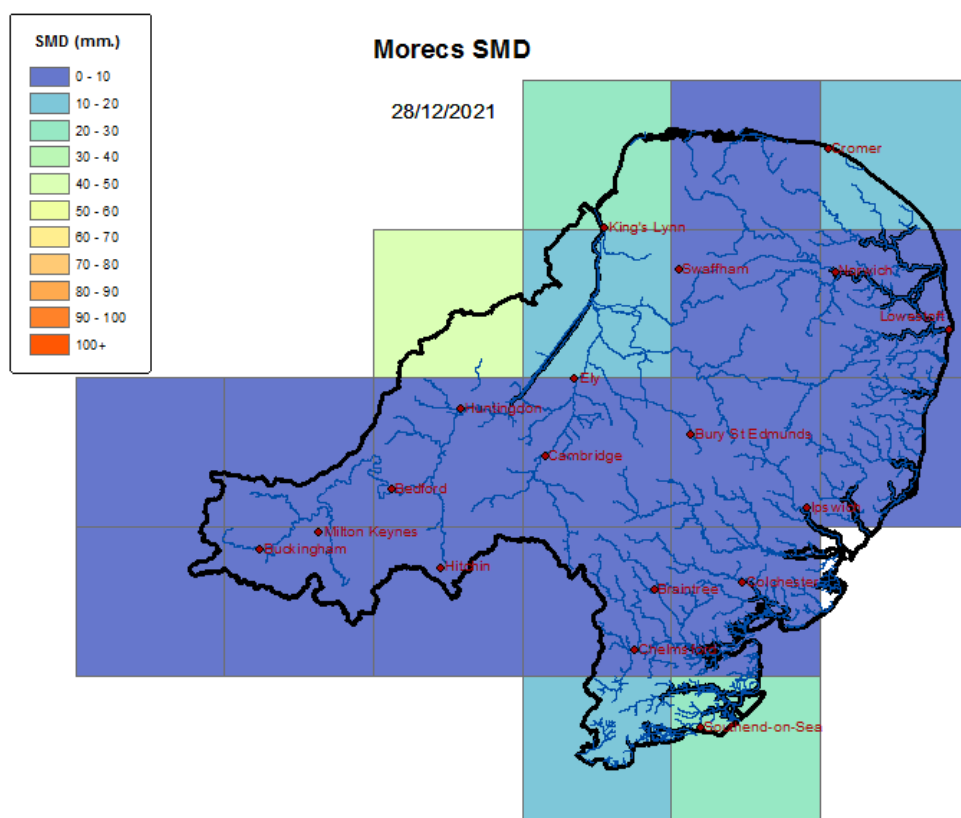 SMD (mm.)
0 - 10
10 - 20
20 - 30
30 - 40
40 - 50
50 - 60
60 - 70
70 - 80
80 - 90
90 - 100
100+
Morecs SMD
28/12/2021
Cromer
King's Lynn
Swaffham
Norwich
Lowestoft
Ely
Huntingdon
Bury St Edmunds
Cambridge
Bedford
Ipswich
Milton Keynes
Buckingham
Hitchin
Colchester
Braintree
Chelmsford
Southend-on-Sea